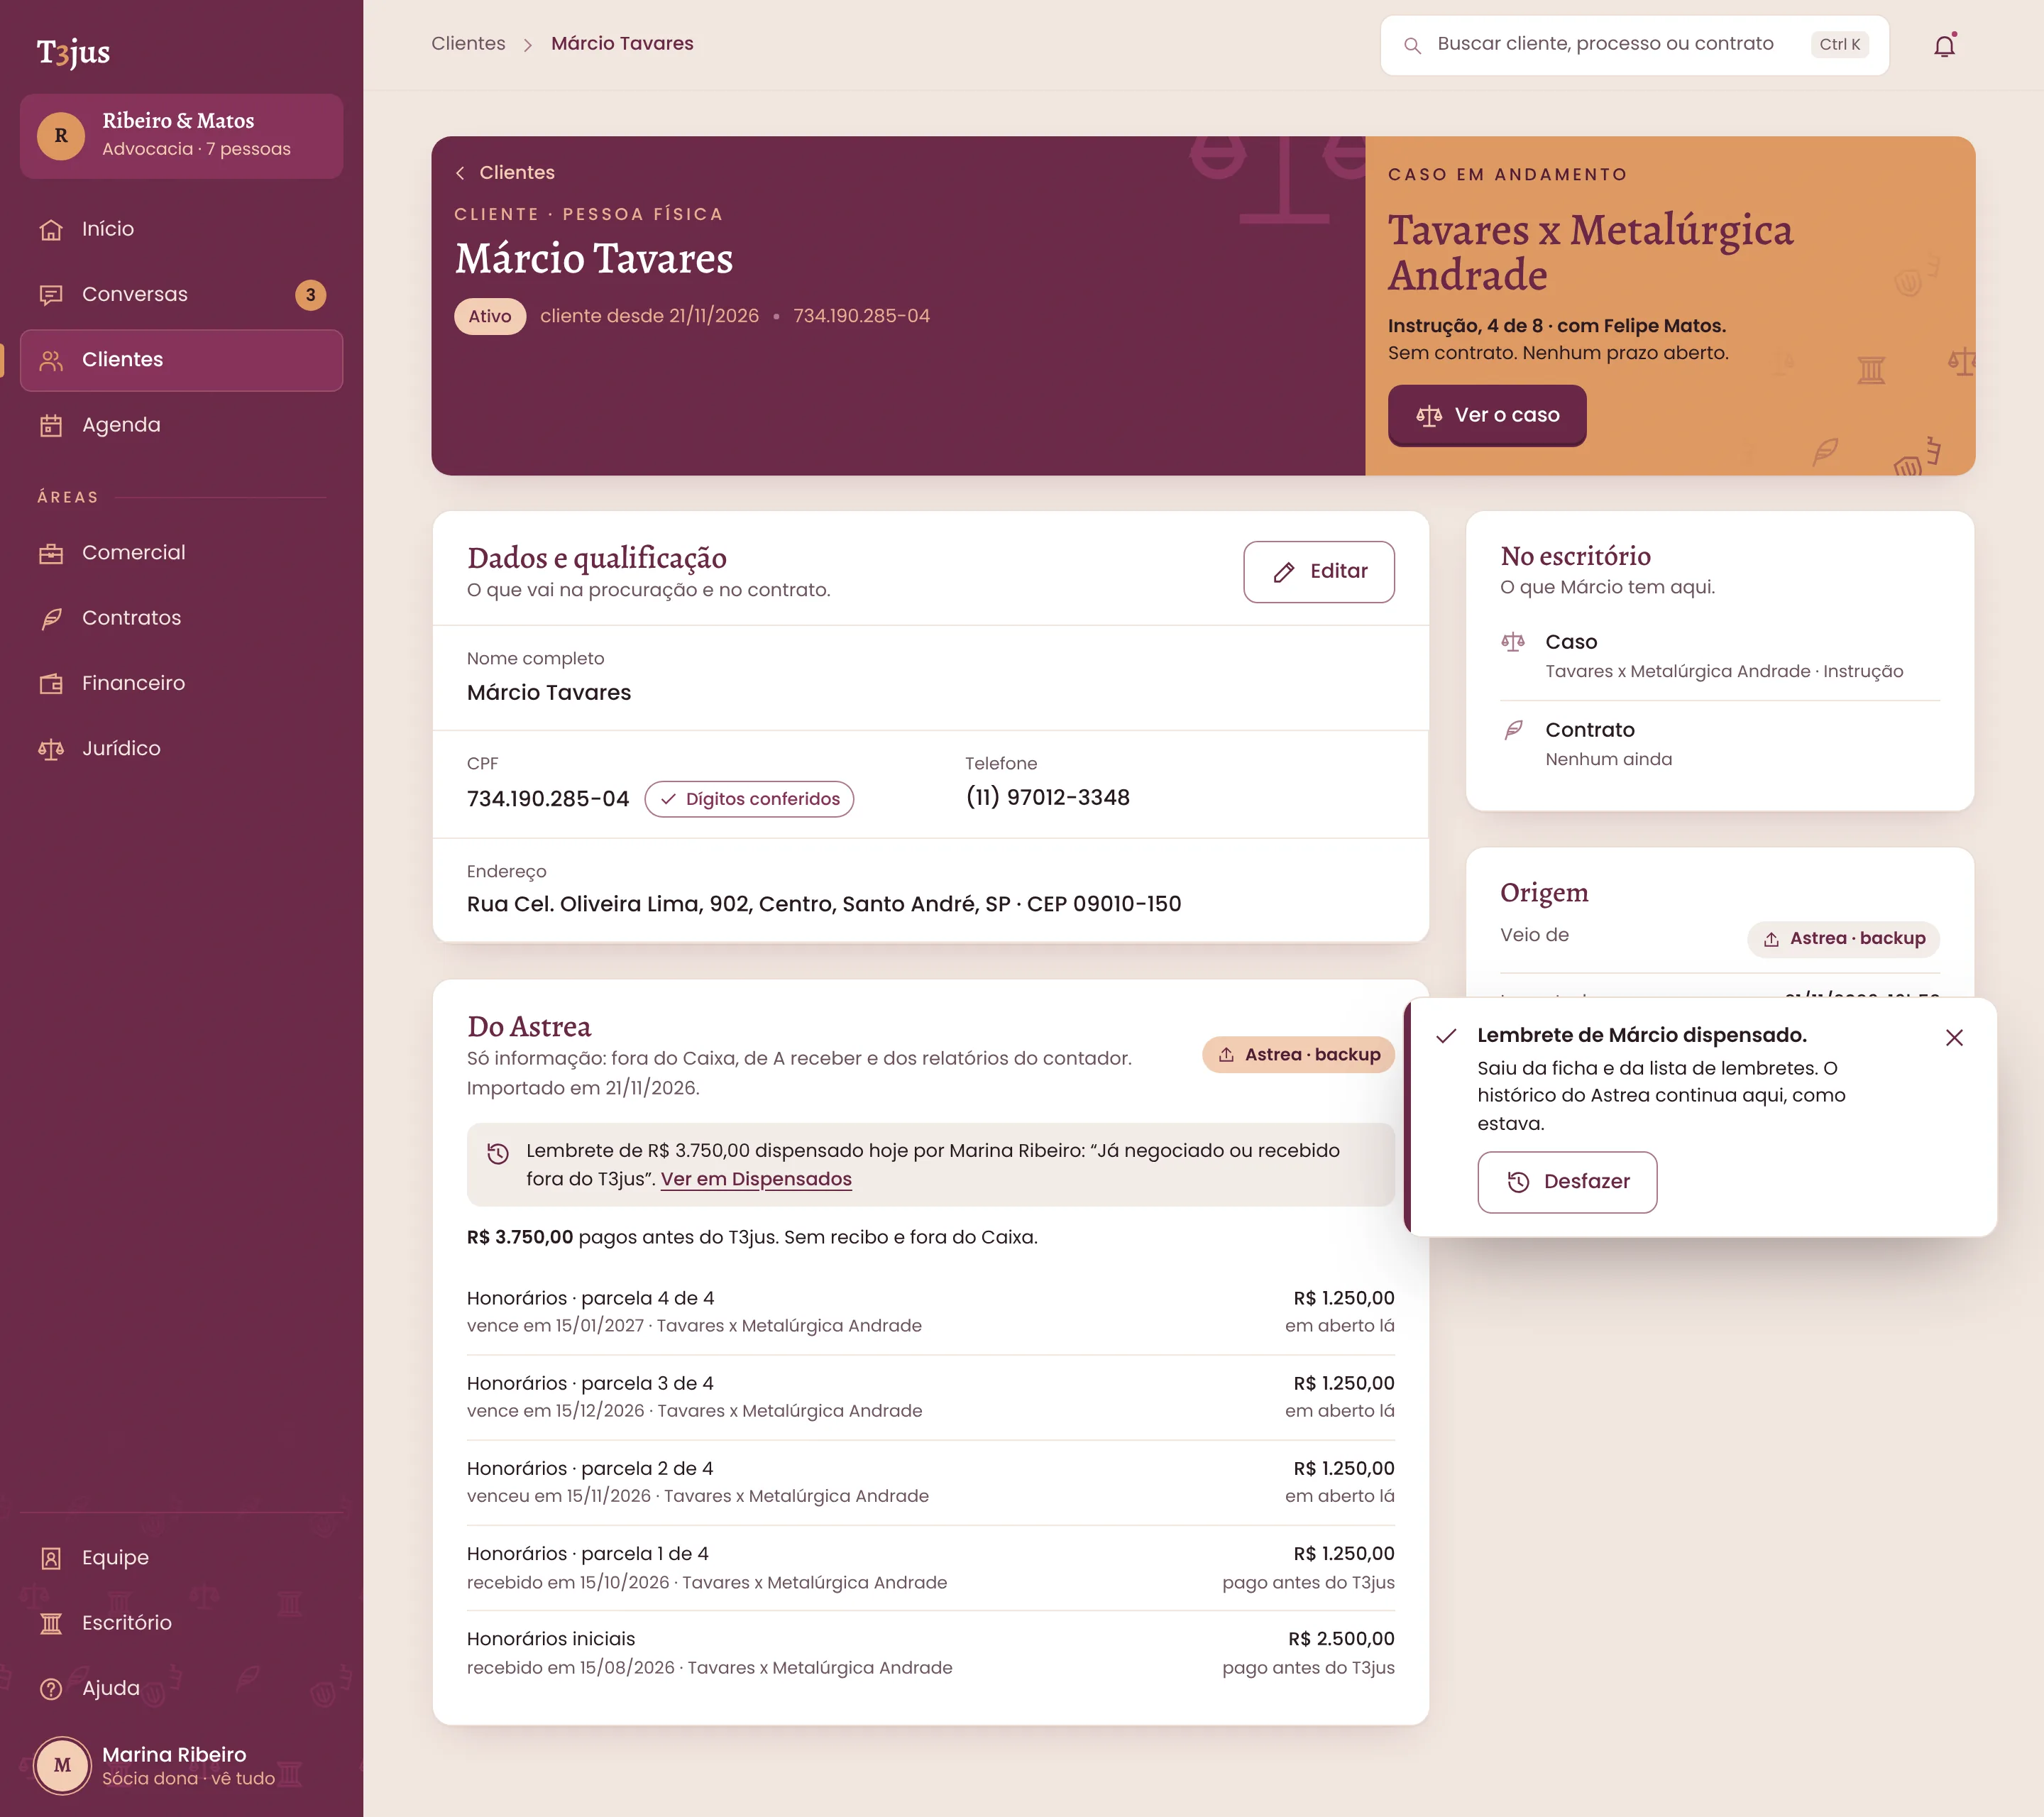 T3jus
R
Ribeiro & Matos
Advocacia · 7 pessoas
Início
Conversas
3
Clientes
Agenda
ÁREAS
Comercial
Contratos
Financeiro
Jurídico
Equipe
Escritório
Ajuda
M
Marina Ribeiro
Sócia dona · vê tudo
Clientes
Márcio Tavares
Buscar cliente, processo ou contrato
Ctrl K
Clientes
CLIENTE · PESSOA FÍSICA
Márcio Tavares
Ativo
cliente desde 21/11/2026 • 734.190.285-04
CASO EM ANDAMENTO
Tavares x Metalúrgica
Andrade
Instrução, 4 de 8 · com Felipe Matos.
Sem contrato. Nenhum prazo aberto.
Ver o caso
Dados e qualificação
O que vai na procuração e no contrato.
Editar
Nome completo
Márcio Tavares
CPF
734.190.285-04
Dígitos conferidos
Telefone
(11) 97012-3348
Endereço
Rua Cel. Oliveira Lima, 902, Centro, Santo André, SP · CEP 09010-150
No escritório
O que Márcio tem aqui.
Caso
Tavares x Metalúrgica Andrade · Instrução
Contrato
Nenhum ainda
Origem
Veio de
Astrea · backup
Do Astrea
Só informação: fora do Caixa, de A receber e dos relatórios do contador.
Importado em 21/11/2026.
Astrea · backup
Lembrete de R$ 3.750,00 dispensado hoje por Marina Ribeiro: “Já negociado ou recebido
fora do T3jus”. Ver em Dispensados
R$ 3.750,00 pagos antes do T3jus. Sem recibo e fora do Caixa.
Honorários · parcela 4 de 4
R$ 1.250,00
vence em 15/01/2027 · Tavares x Metalúrgica Andrade
em aberto lá
Honorários · parcela 3 de 4
R$ 1.250,00
vence em 15/12/2026 · Tavares x Metalúrgica Andrade
em aberto lá
Honorários · parcela 2 de 4
R$ 1.250,00
venceu em 15/11/2026 · Tavares x Metalúrgica Andrade
em aberto lá
Honorários · parcela 1 de 4
R$ 1.250,00
recebido em 15/10/2026 · Tavares x Metalúrgica Andrade
pago antes do T3jus
Honorários iniciais
R$ 2.500,00
recebido em 15/08/2026 · Tavares x Metalúrgica Andrade
pago antes do T3jus
Lembrete de Márcio dispensado.
Saiu da ficha e da lista de lembretes. O
histórico do Astrea continua aqui, como
estava.
Desfazer